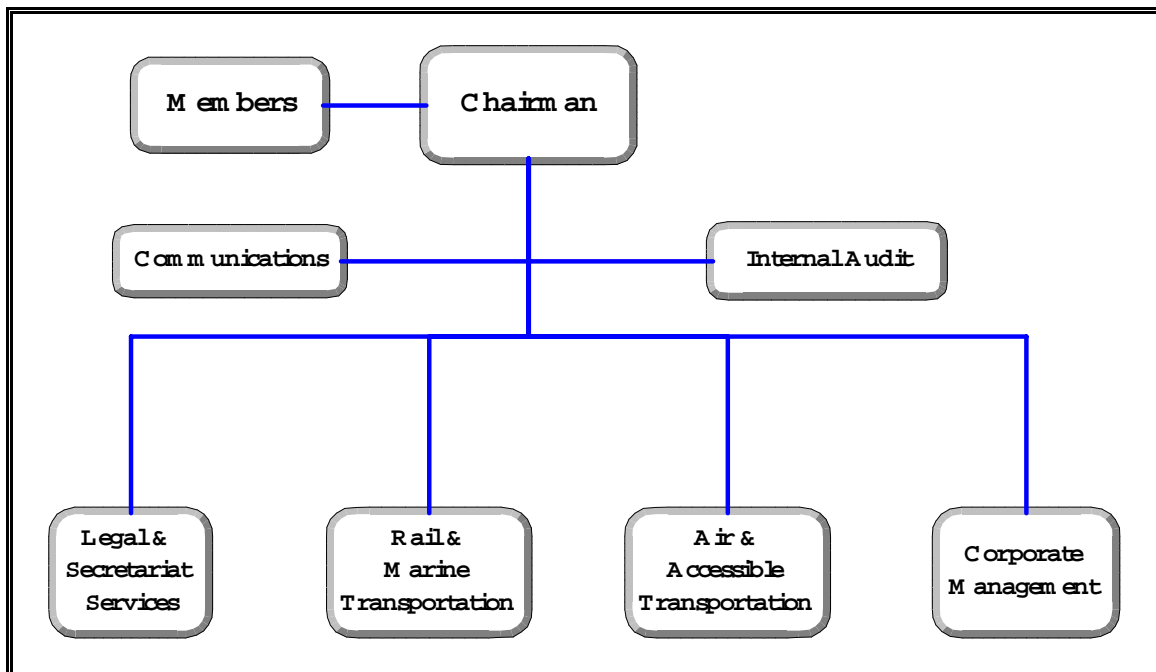 Members
Chairman
Communications
Internal Audit
Legal &
Secretariat
Services
Rail &
Marine
Transportation
Air &
Accessible
Transportation
Corporate
Management